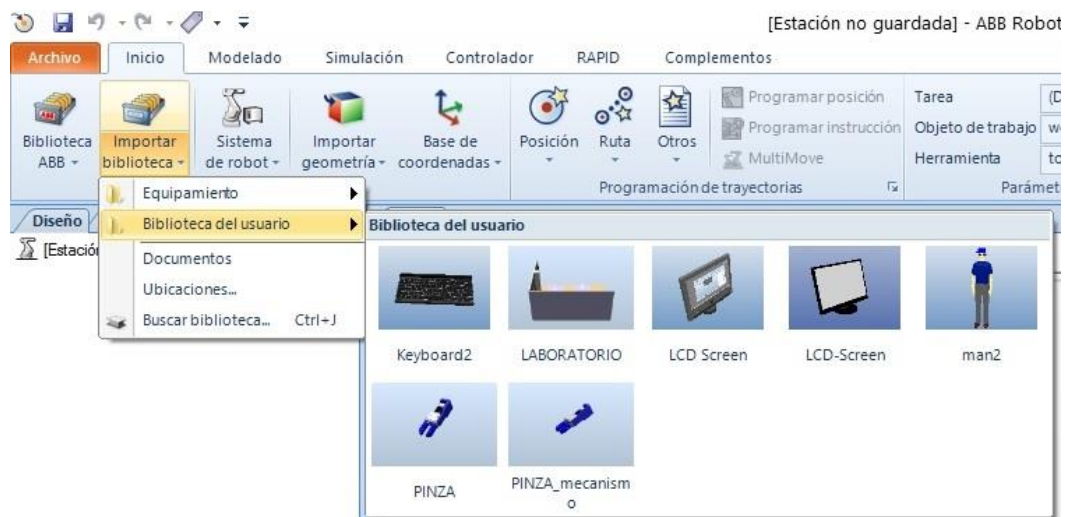 [Estación no guardada] - ABB Robot
Archivo Inicio Modelado Simulación Controlador RAPID Complementos
Biblioteca ABB
Importar biblioteca
Sistema de robot
Importar geometría
Base de coordenadas
Posición
Ruta
Otros
Programar posición
Programar instrucción
MultiMove
Programación de trayectorias
Tarea (D
Objeto de trabajo w
Herramienta to
Parámet
Diseño
[Estación
Equipamiento
Biblioteca del usuario
Documentos
Ubicaciones...
Buscar biblioteca... Ctrl+J
Biblioteca del usuario
Keyboard2
LABORATORIO
LCD Screen
LCD-Screen
man2
PINZA
PINZA_mecanism
o